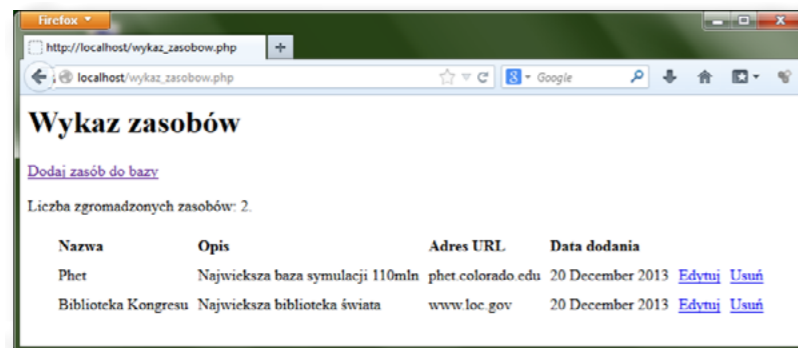 Firefox
http://localhost/wykaz_zasobow.php
localhost/wykaz_zasobow.php Google
Wykaz zasobów
Dodaj zasób do bazy
Liczba zgromadzonych zasobów: 2.
Nazwa Opis Adres URL Data dodania
Phet Najwieksza baza symulacji 110mln phet.colorado.edu 20 December 2013 Edytuj Usuń
Biblioteka Kongresu Najwieksza biblioteka świata www.loc.gov 20 December 2013 Edytuj Usuń